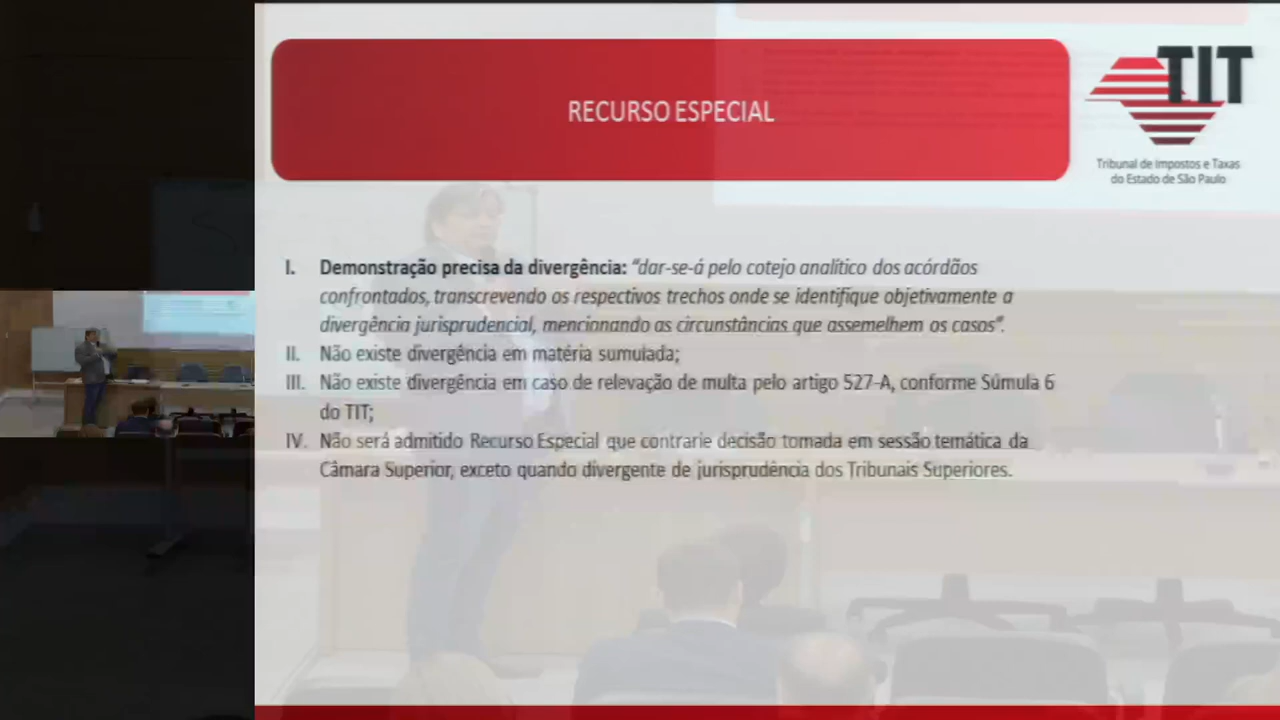 RECURSO ESPECIAL
TIT
Tribunal de Impostos e Taxas
do Estado de São Paulo
I. Demonstração precisa da divergência: "dar-se-á pelo cotejo analítico dos acórdãos
confrontados, transcrevendo os respectivos trechos onde se identifique objetivamente a
divergência jurisprudencial, mencionando as circunstâncias que assemelhem os casos".
II. Não existe divergência em matéria sumulada;
III. Não existe divergência em caso de relevação de multa pelo artigo 527-A, conforme Súmula 6
do TIT;
IV. Não será admitido Recurso Especial que contrarie decisão tomada em sessão temática da
Câmara Superior, exceto quando divergente de jurisprudência dos Tribunais Superiores.